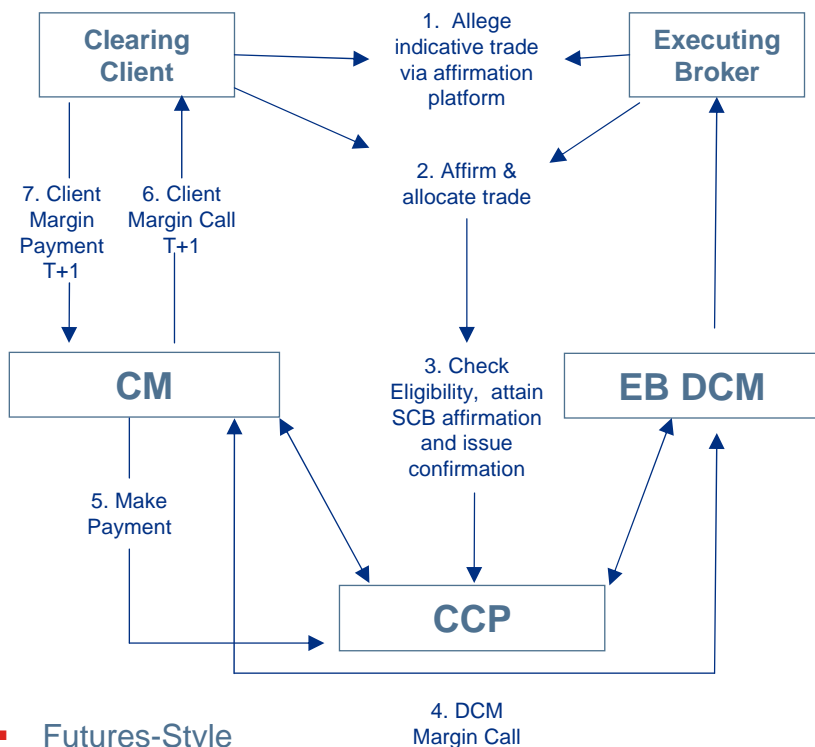 Clearing
Client
1. Allege
indicative trade
via affirmation
platform
Executing
Broker
2. Affirm &
allocate trade
7. Client
Margin
Payment
T+1
6. Client
Margin Call
T+1
CM
3. Check
Eligibility, attain
SCB affirmation
and issue
confirmation
EB DCM
5. Make
Payment
CCP
4. DCM
Margin Call
Futures-Style